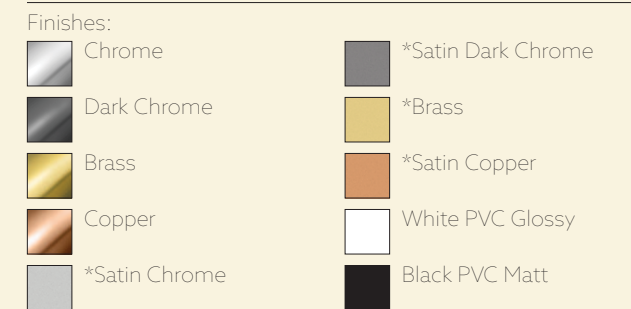 Finishes:
Chrome
Dark Chrome
Brass
Copper
*Satin Chrome
*Satin Dark Chrome
*Brass
*Satin Copper
White PVC Glossy
Black PVC Matt